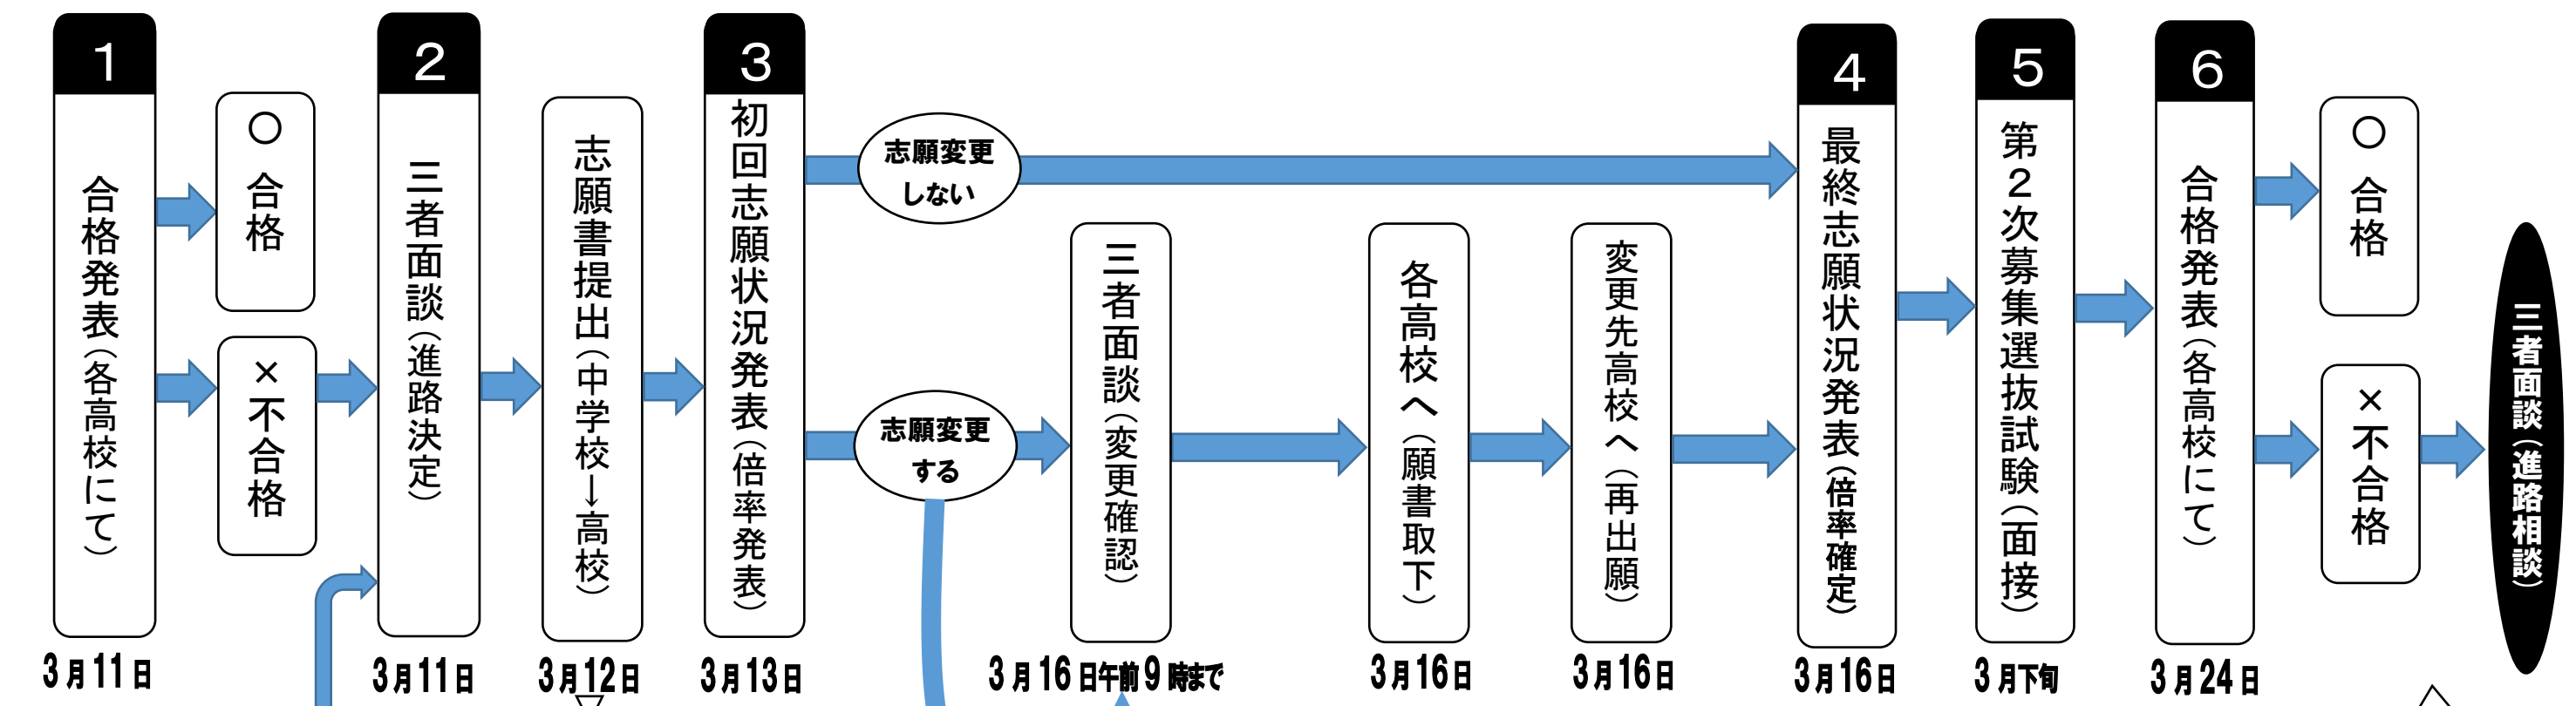 1
合格発表（各高校にて）
3月11日
〇 合格
× 不合格
2
三者面談（進路決定）
3月11日
志願書提出（中学校→高校）
3月12日
3
初回志願状況発表（倍率発表）
3月13日
志願変更
しない
志願変更
する
三者面談（変更確認）
3月16日午前9時まで
各高校へ（願書取下）
3月16日
変更先高校へ（再出願）
3月16日
4
最終志願状況発表（倍率確定）
3月16日
5
第2次募集選抜試験（面接）
3月下旬
6
合格発表（各高校にて）
3月24日
〇 合格
× 不合格
三者面談（進路相談）